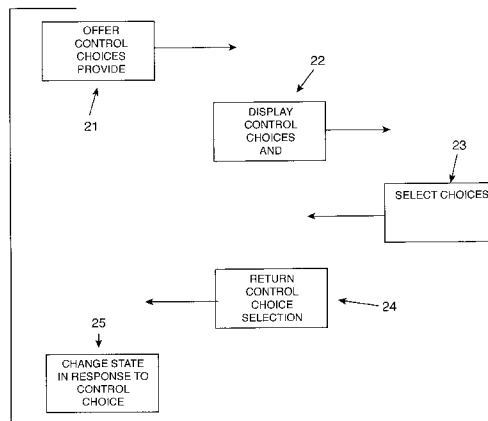 OFFER
CONTROL
CHOICES
PROVIDE
21
22
DISPLAY
CONTROL
CHOICES
AND
23
SELECT CHOICES
RETURN
CONTROL
CHOICE
SELECTION
24
25
CHANGE STATE
IN RESPONSE TO
CONTROL
CHOICE